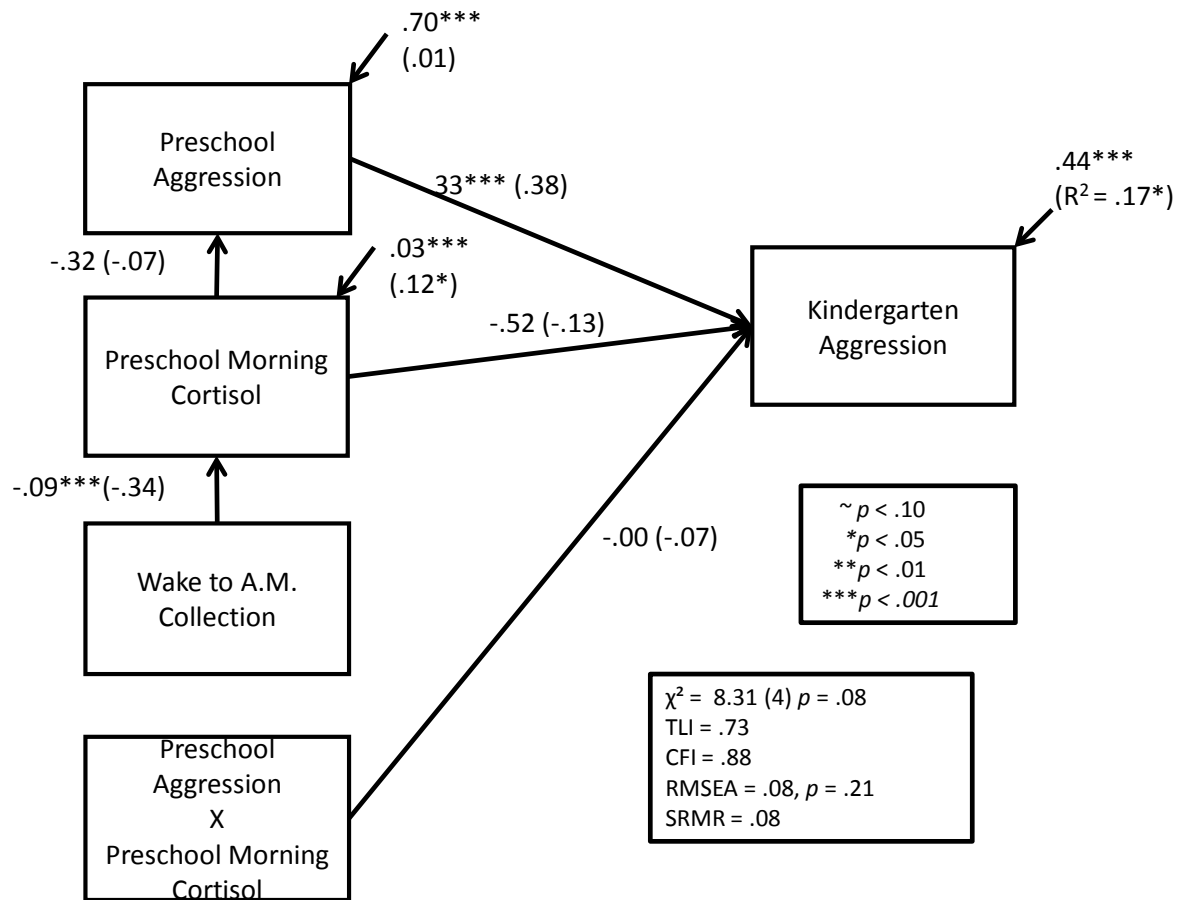 .70***
(.01)
Preschool
Aggression
.33*** (.38)
.44***
(R² = .17*)
-.32 (-.07)
.03***
(.12*)
-.52 (-.13)
Preschool Morning
Cortisol
Kindergarten
Aggression
-.09***(-.34)
Wake to A.M.
Collection
-.00 (-.07)
~ p < .10
*p < .05
**p < .01
***p < .001
χ² = 8.31 (4) p = .08
TLI = .73
CFI = .88
RMSEA = .08, p = .21
SRMR = .08
Preschool
Aggression
X
Preschool Morning
Cortisol